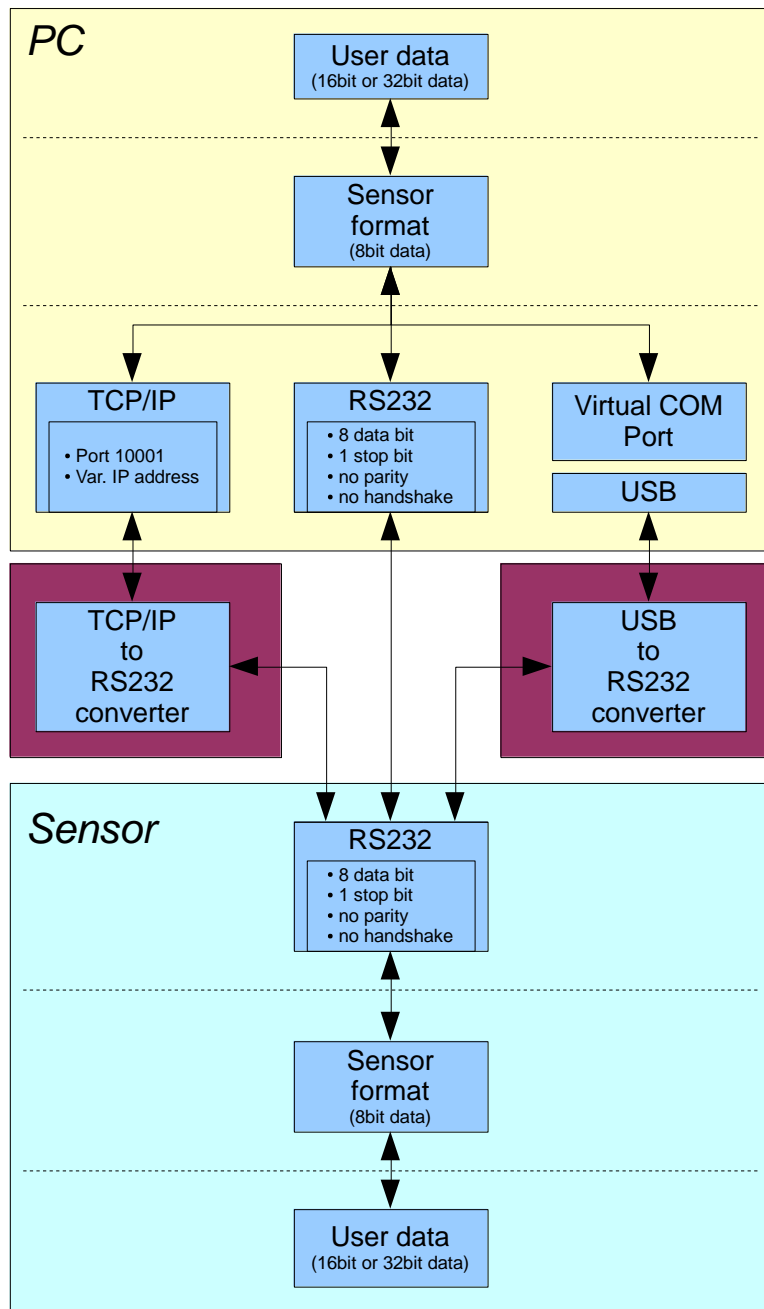 PC
User data
(16bit or 32bit data)
Sensor
format
(8bit data)
TCP/IP
• Port 10001
• Var. IP address
RS232
• 8 data bit
• 1 stop bit
• no parity
• no handshake
Virtual COM
Port
USB
TCP/IP
to
RS232
converter
USB
to
RS232
converter
Sensor
RS232
• 8 data bit
• 1 stop bit
• no parity
• no handshake
Sensor
format
(8bit data)
User data
(16bit or 32bit data)